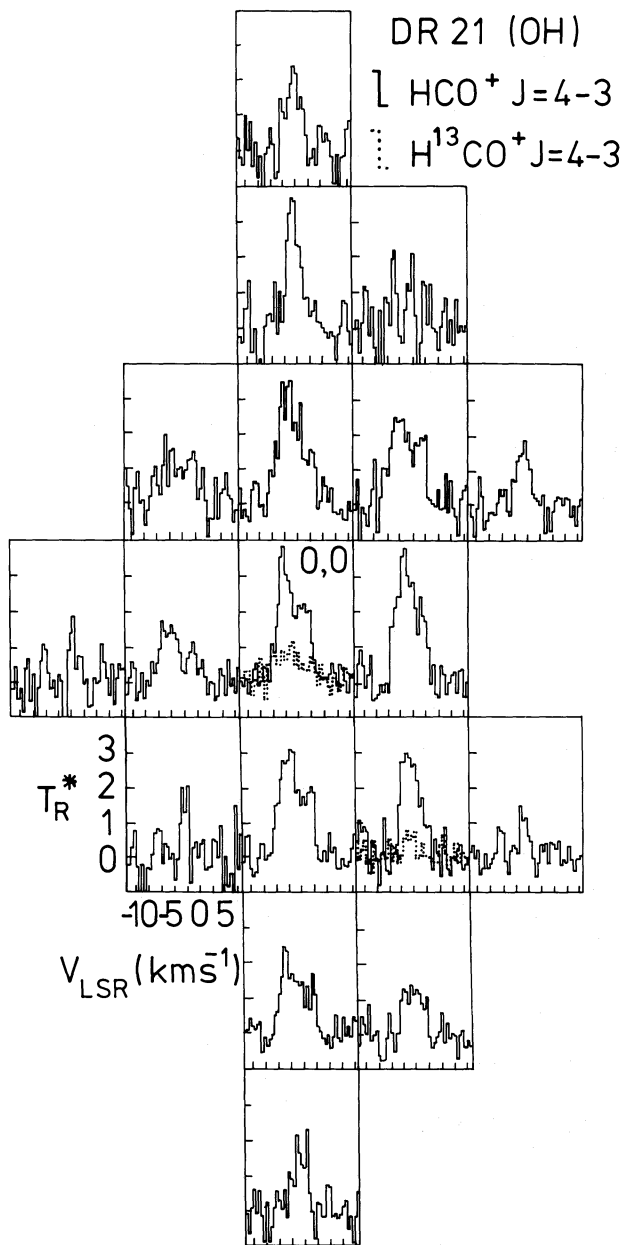 DR 21 (OH)
HCO⁺ J=4-3
H¹³CO⁺ J=4-3
0,0
3
2
1
0
T_R*
-10 -5 0 5
V_LSR (kms⁻¹)